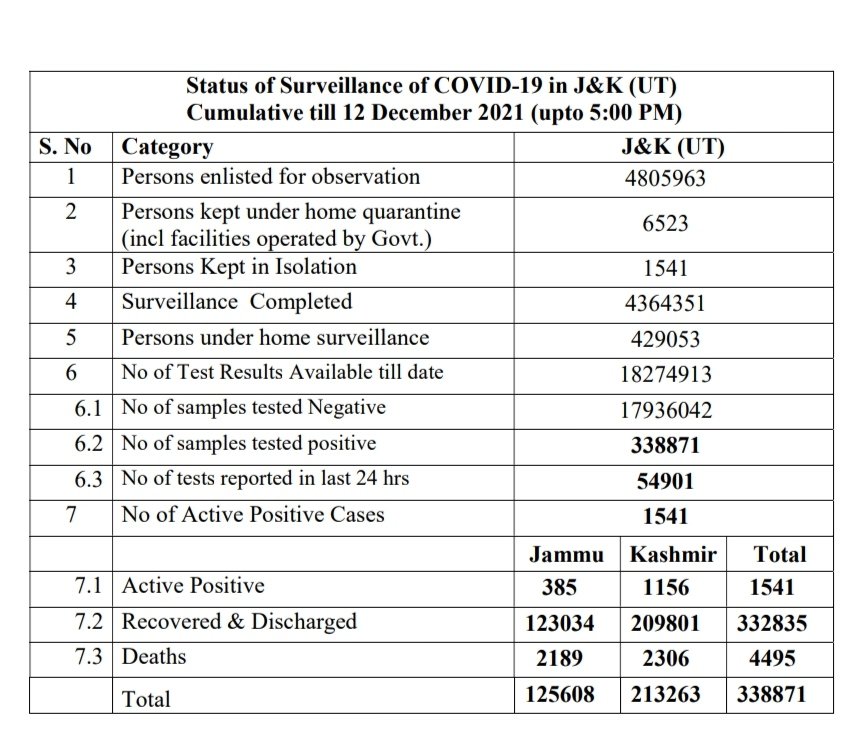 Status of Surveillance of COVID-19 in J&K (UT)
Cumulative till 12 December 2021 (upto 5:00 PM)
S. No Category J&K (UT)
1 Persons enlisted for observation 4805963
2 Persons kept under home quarantine
(incl facilities operated by Govt.) 6523
3 Persons Kept in Isolation 1541
4 Surveillance Completed 4364351
5 Persons under home surveillance 429053
6 No of Test Results Available till date 18274913
6.1 No of samples tested Negative 17936042
6.2 No of samples tested positive 338871
6.3 No of tests reported in last 24 hrs 54901
7 No of Active Positive Cases 1541
Jammu Kashmir Total
7.1 Active Positive 385 1156 1541
7.2 Recovered & Discharged 123034 209801 332835
7.3 Deaths 2189 2306 4495
Total 125608 213263 338871